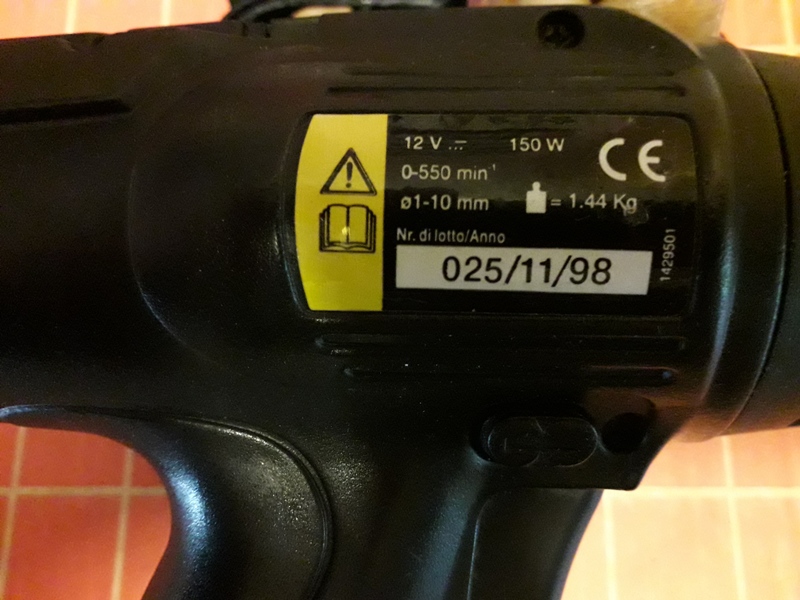 12 V ⎓ 150 W
CE
0-550 min⁻¹
ø1-10 mm = 1.44 Kg
Nr. di lotto/Anno
025/11/98
1429501